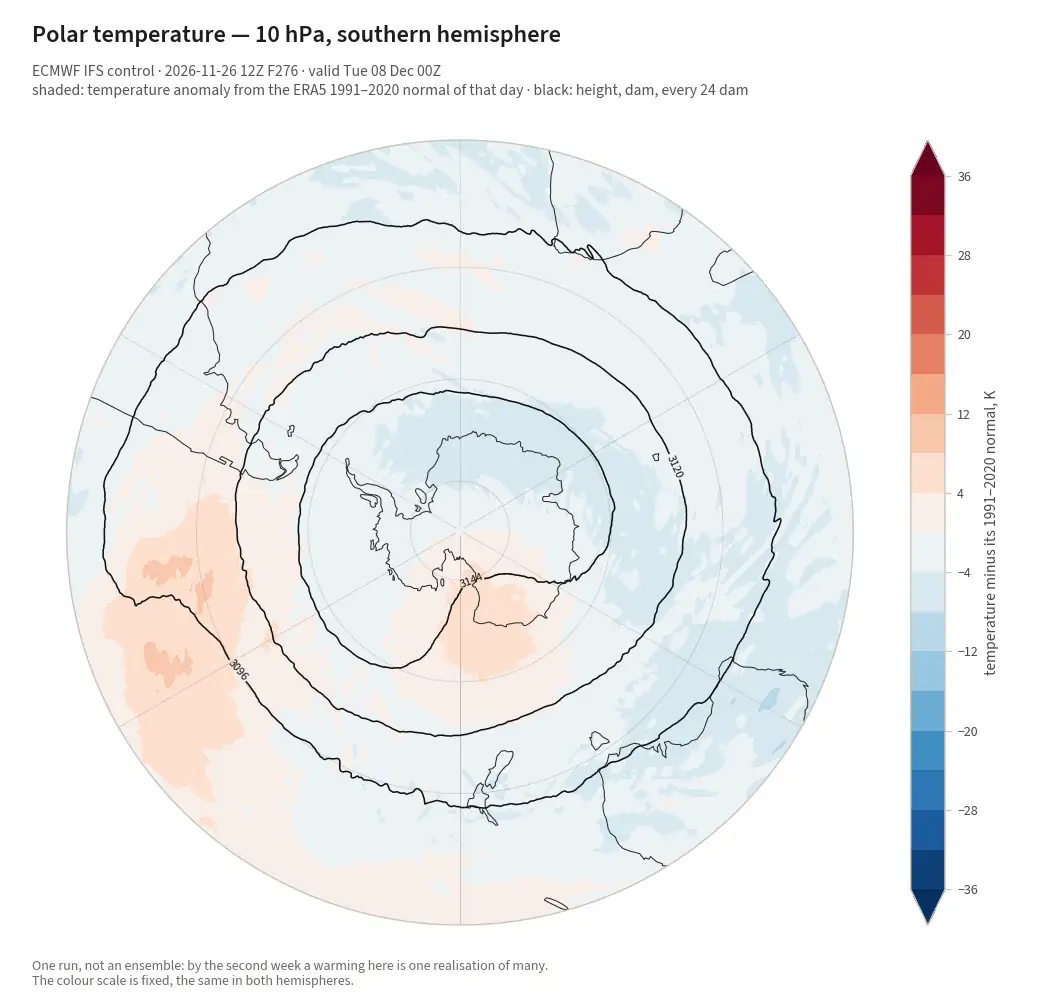 Polar temperature — 10 hPa, southern hemisphere
ECMWF IFS control · 2026-11-26 12Z F276 · valid Tue 08 Dec 00Z
shaded: temperature anomaly from the ERA5 1991–2020 normal of that day · black: height, dam, every 24 dam
36
28
20
12
4
−4
−12
−20
−28
−36
temperature minus its 1991–2020 normal, K
3120
3144
3096
One run, not an ensemble: by the second week a warming here is one realisation of many.
The colour scale is fixed, the same in both hemispheres.